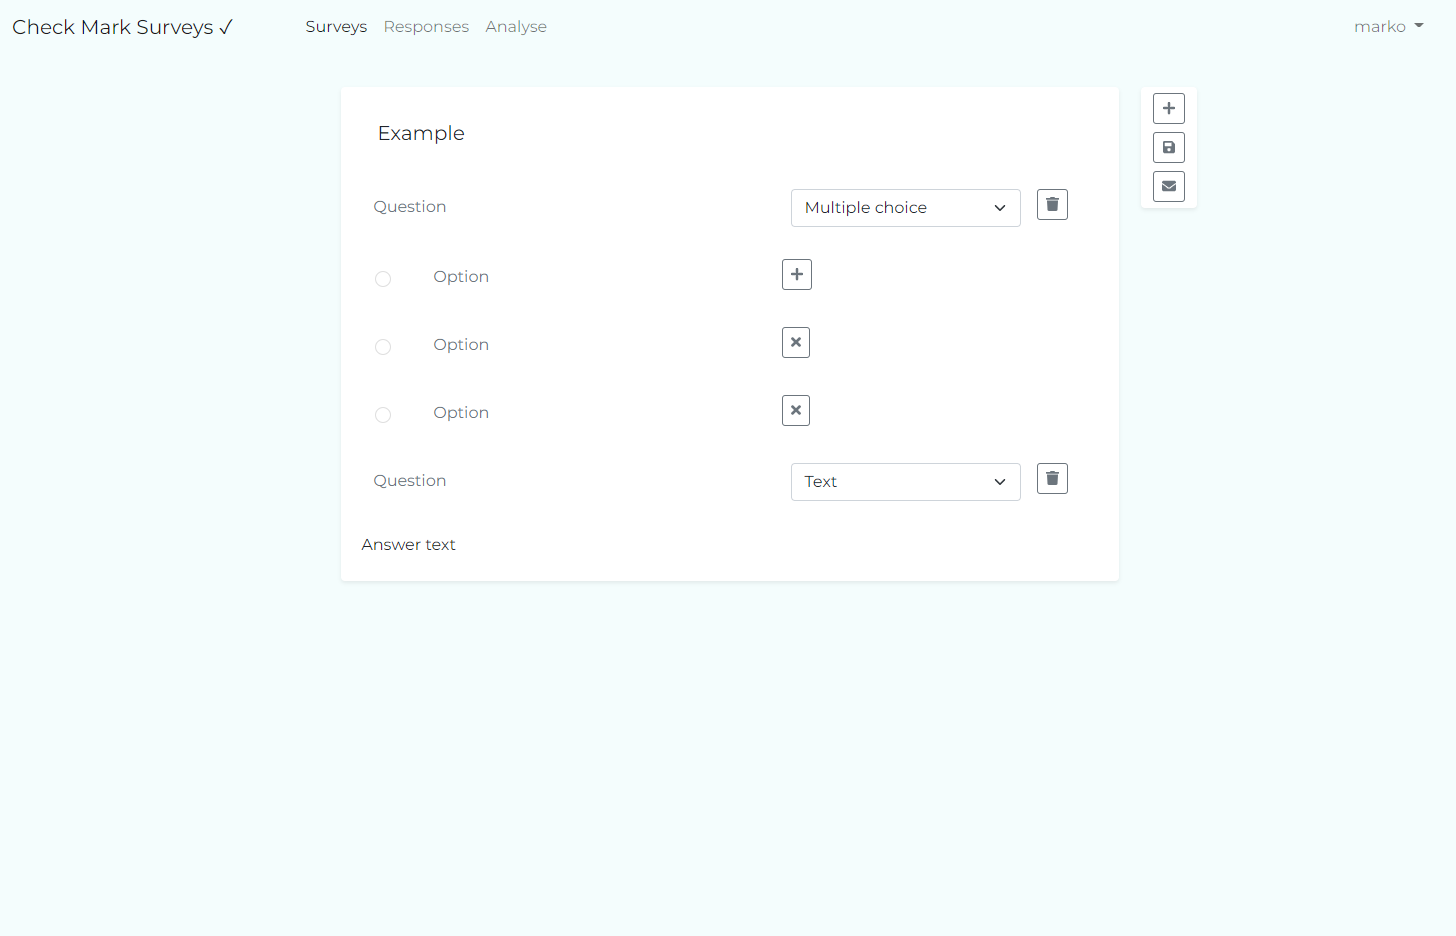 Check Mark Surveys ✓
Surveys Responses Analyse
marko
Example
Question
Multiple choice
Option
Option
Option
Question
Text
Answer text